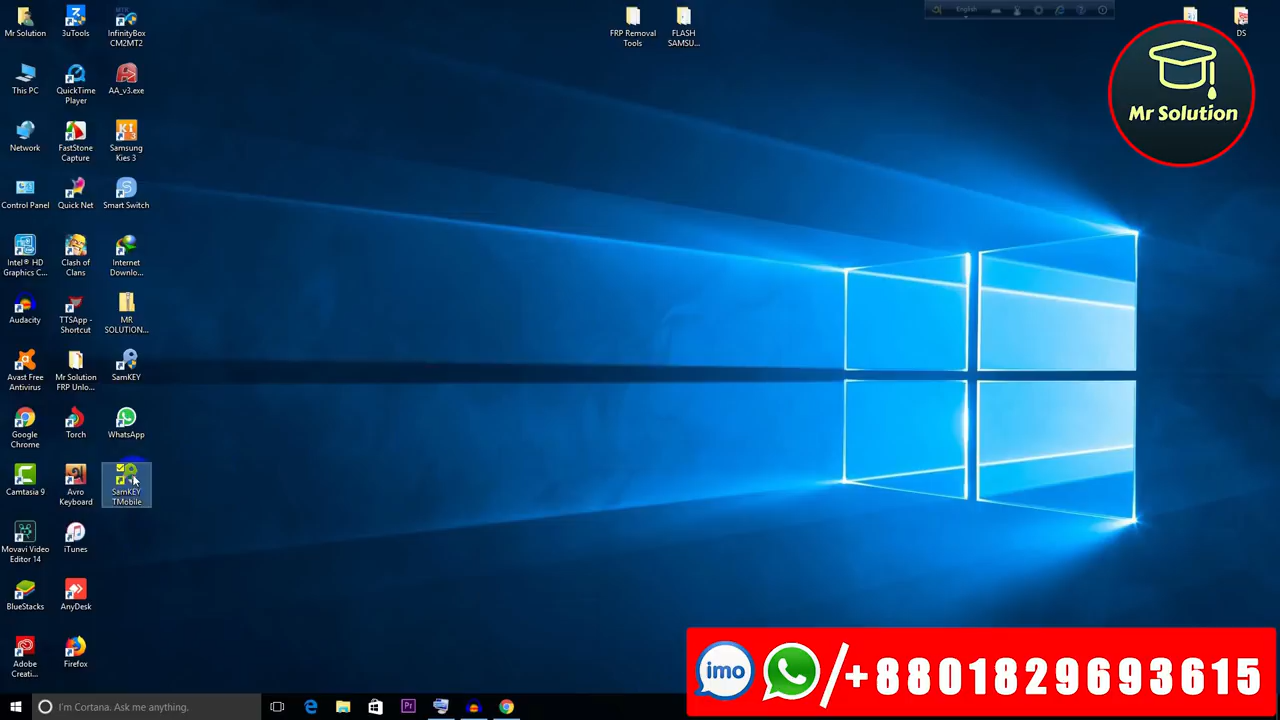 Mr Solution
3uTools
InfinityBox
CM2MT2
FRP Removal
Tools
FLASH
SAMSU...
English
DS
Mr Solution
This PC
QuickTime
Player
AA_v3.exe
Network
FastStone
Capture
Samsung
Kies 3
Control Panel
Quick Net
Smart Switch
Intel® HD
Graphics C...
Clash of
Clans
Internet
Downlo...
Audacity
TTSApp -
Shortcut
MR
SOLUTION...
Avast Free
Antivirus
Mr Solution
FRP Unlo...
SamKEY
Google
Chrome
Torch
WhatsApp
Camtasia 9
Avro
Keyboard
SamKEY
TMobile
Movavi Video
Editor 14
iTunes
BlueStacks
AnyDesk
Adobe
Creati...
Firefox
imo /+8801829693615
I'm Cortana. Ask me anything.
Pr